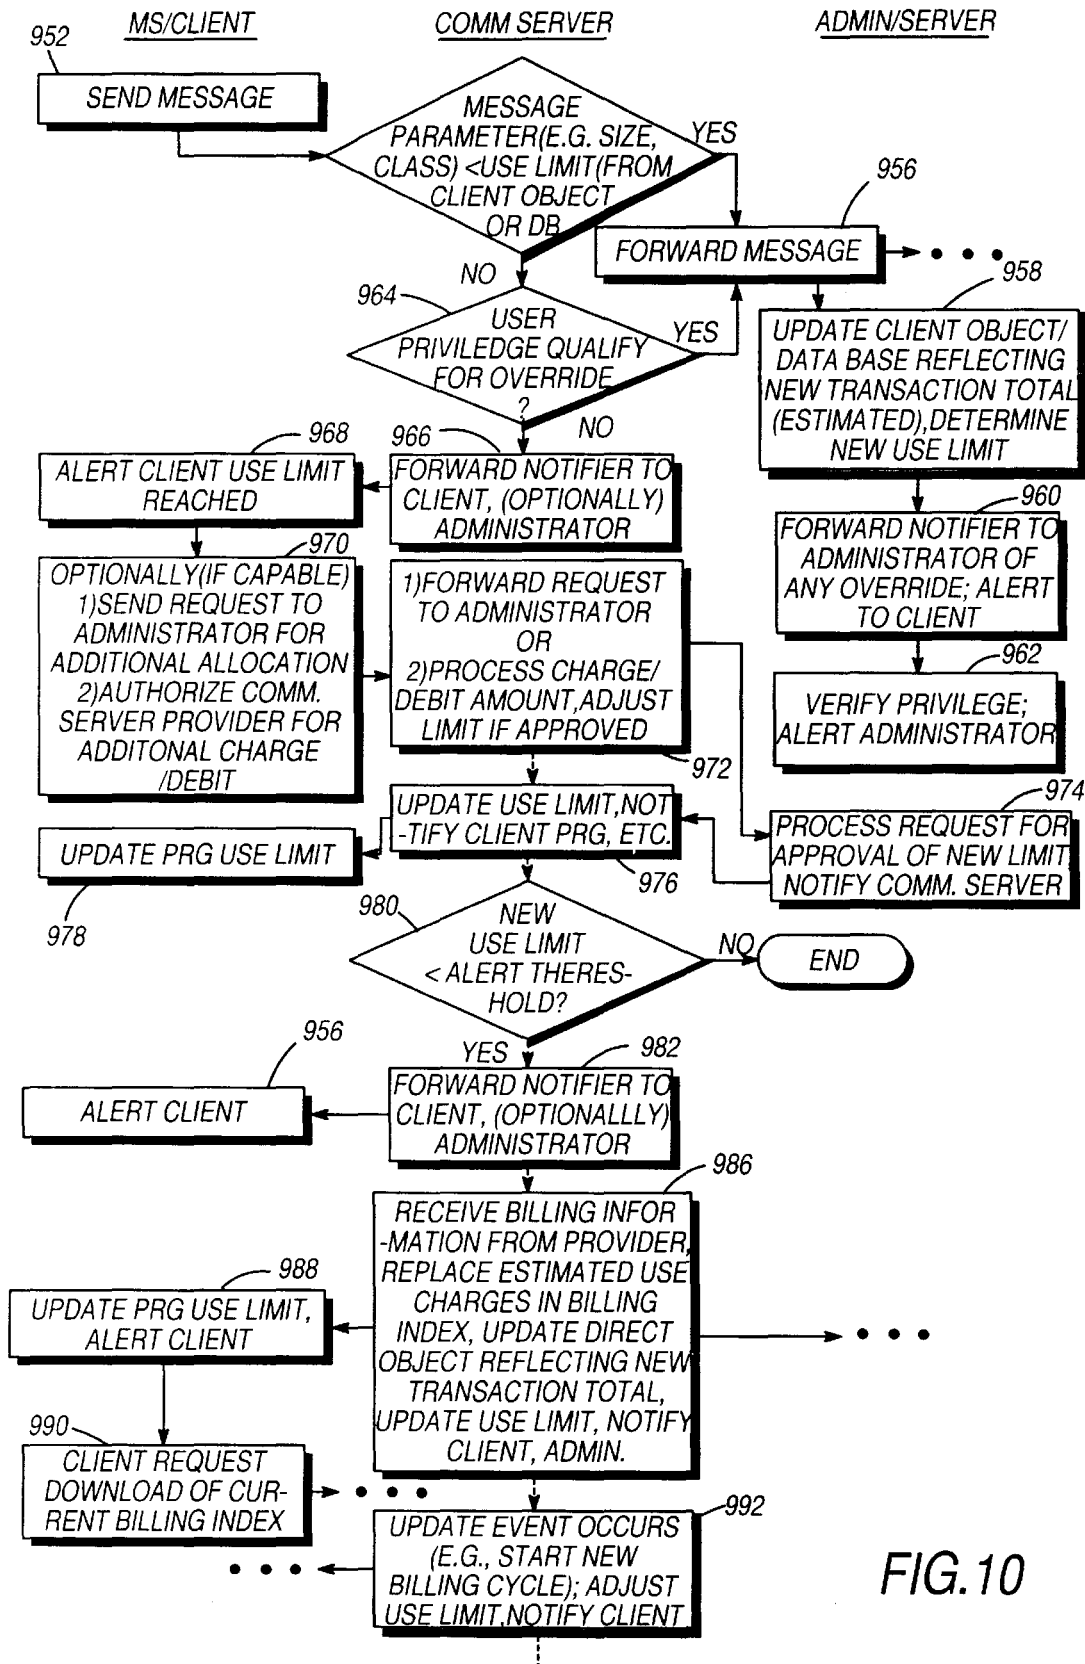 MS/CLIENT
COMM SERVER
ADMIN/SERVER
952
SEND MESSAGE
MESSAGE
PARAMETER(E.G. SIZE,
CLASS) <USE LIMIT(FROM
CLIENT OBJECT
OR DB
YES
956
FORWARD MESSAGE
NO
958
964
USER
PRIVILEDGE QUALIFY
FOR OVERRIDE
?
YES
UPDATE CLIENT OBJECT/
DATA BASE REFLECTING
NEW TRANSACTION TOTAL
(ESTIMATED),DETERMINE
NEW USE LIMIT
NO
968
966
ALERT CLIENT USE LIMIT
REACHED
FORWARD NOTIFIER TO
CLIENT, (OPTIONALLY)
ADMINISTRATOR
960
FORWARD NOTIFIER TO
ADMINISTRATOR OF
ANY OVERRIDE; ALERT
TO CLIENT
970
OPTIONALLY(IF CAPABLE)
1)SEND REQUEST TO
ADMINISTRATOR FOR
ADDITIONAL ALLOCATION
2)AUTHORIZE COMM.
SERVER PROVIDER FOR
ADDITONAL CHARGE
/DEBIT
1)FORWARD REQUEST
TO ADMINISTRATOR
OR
2)PROCESS CHARGE/
DEBIT AMOUNT,ADJUST
LIMIT IF APPROVED
962
VERIFY PRIVILEGE;
ALERT ADMINISTRATOR
972
974
UPDATE USE LIMIT,NOT
-TIFY CLIENT PRG, ETC.
PROCESS REQUEST FOR
APPROVAL OF NEW LIMIT
NOTIFY COMM. SERVER
UPDATE PRG USE LIMIT
976
978
980
NEW
USE LIMIT
< ALERT THERES-
HOLD?
NO
END
YES
956
982
ALERT CLIENT
FORWARD NOTIFIER TO
CLIENT, (OPTIONALLLY)
ADMINISTRATOR
986
RECEIVE BILLING INFOR
-MATION FROM PROVIDER,
REPLACE ESTIMATED USE
CHARGES IN BILLING
INDEX, UPDATE DIRECT
OBJECT REFLECTING NEW
TRANSACTION TOTAL,
UPDATE USE LIMIT, NOTIFY
CLIENT, ADMIN.
988
UPDATE PRG USE LIMIT,
ALERT CLIENT
990
CLIENT REQUEST
DOWNLOAD OF CUR-
RENT BILLING INDEX
992
UPDATE EVENT OCCURS
(E.G., START NEW
BILLING CYCLE); ADJUST
USE LIMIT,NOTIFY CLIENT
FIG.10